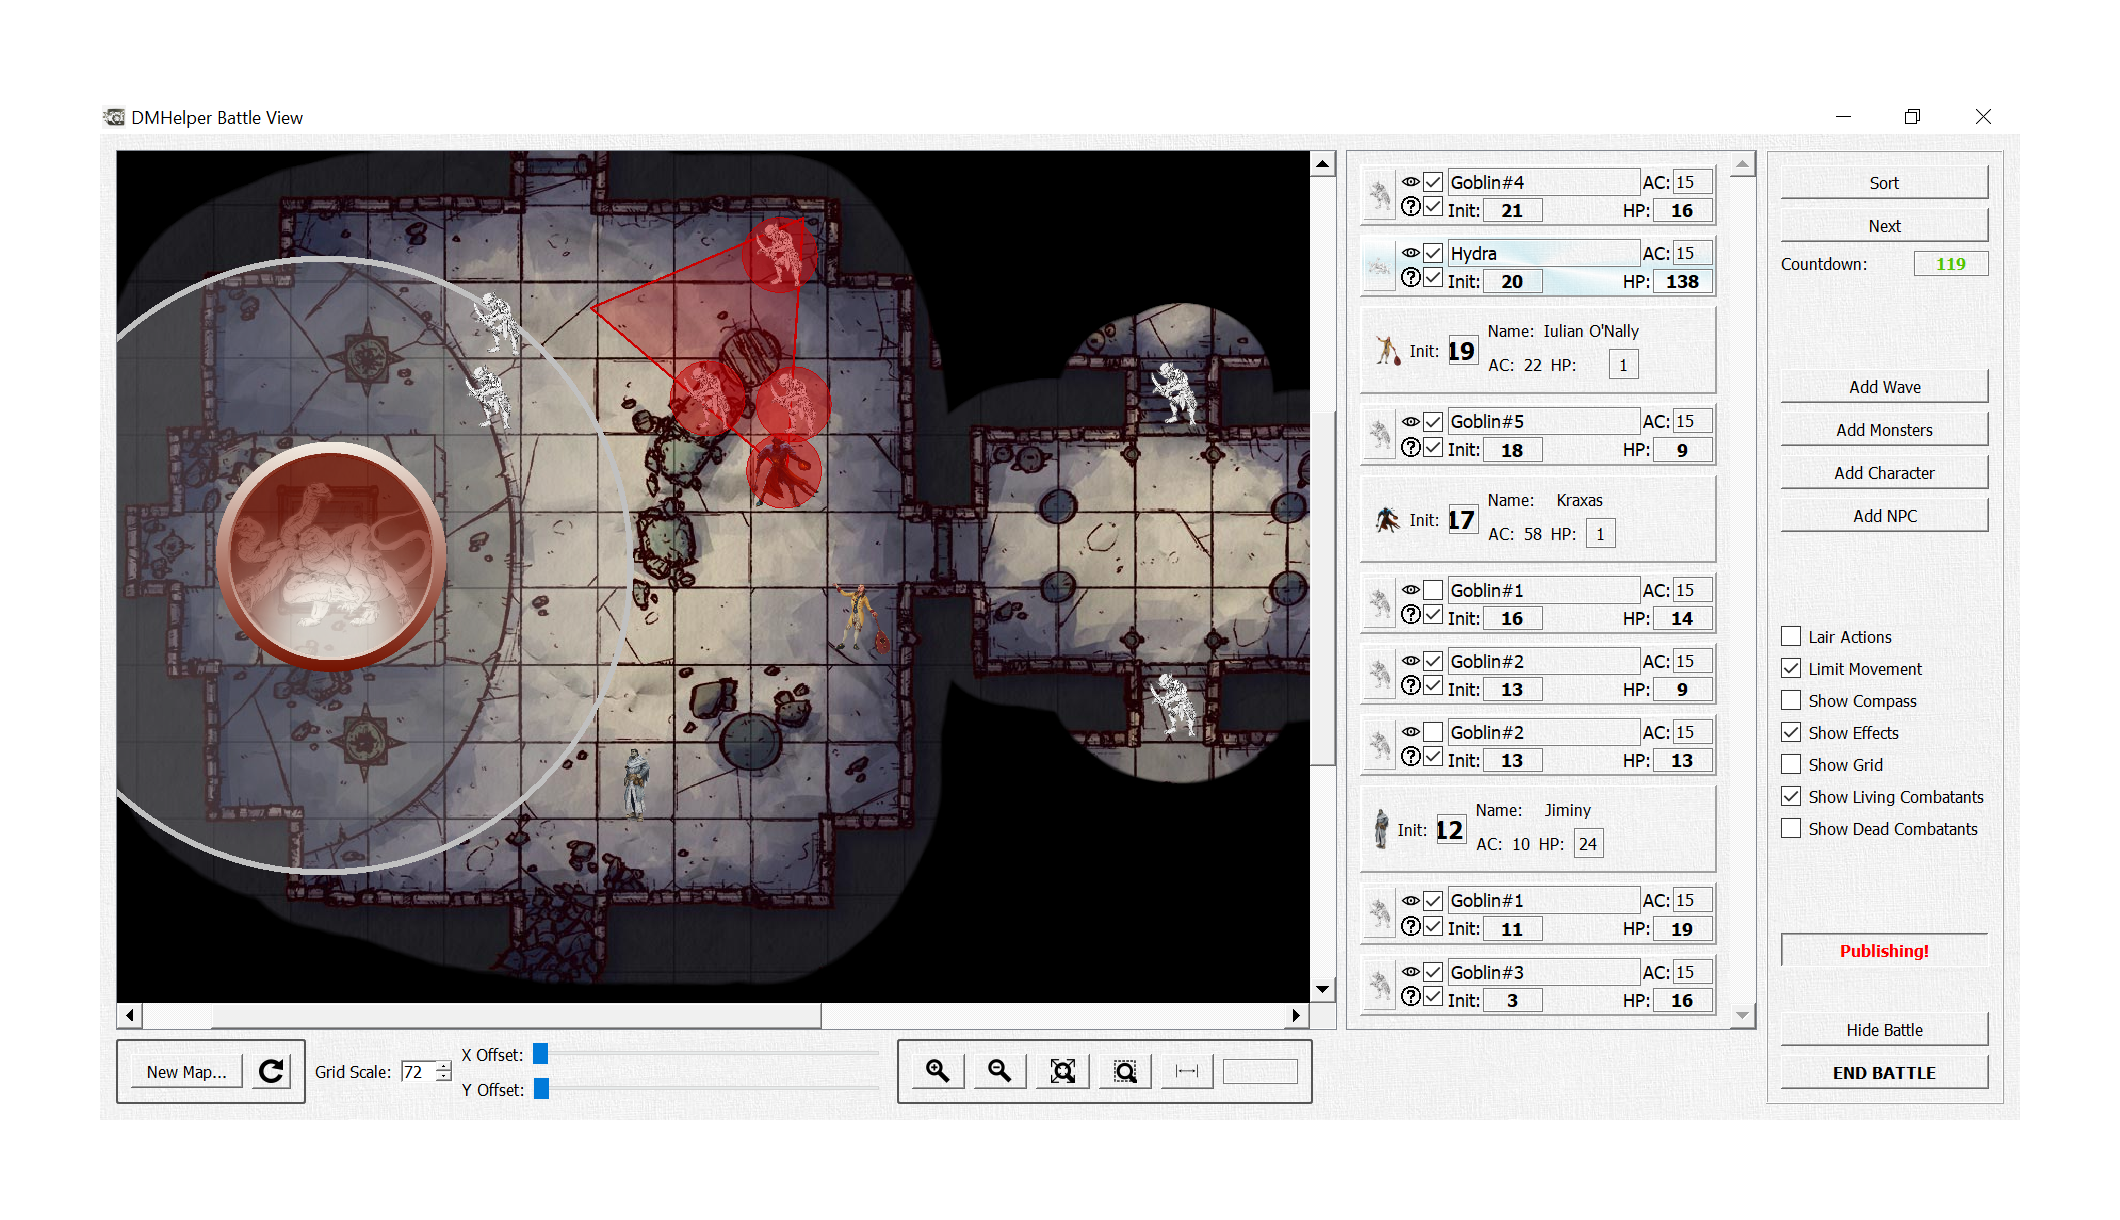 DMHelper Battle View
Goblin#4 AC: 15
Init: 21 HP: 16
Hydra AC: 15
Init: 20 HP: 138
Name: Iulian O'Nally
Init: 19
AC: 22 HP: 1
Goblin#5 AC: 15
Init: 18 HP: 9
Name: Kraxas
Init: 17
AC: 58 HP: 1
Goblin#1 AC: 15
Init: 16 HP: 14
Goblin#2 AC: 15
Init: 13 HP: 9
Goblin#2 AC: 15
Init: 13 HP: 13
Name: Jiminy
Init: 12
AC: 10 HP: 24
Goblin#1 AC: 15
Init: 11 HP: 19
Goblin#3 AC: 15
Init: 3 HP: 16
Sort
Next
Countdown: 119
Add Wave
Add Monsters
Add Character
Add NPC
Lair Actions
Limit Movement
Show Compass
Show Effects
Show Grid
Show Living Combatants
Show Dead Combatants
Publishing!
Hide Battle
END BATTLE
New Map...
Grid Scale: 72
X Offset:
Y Offset: